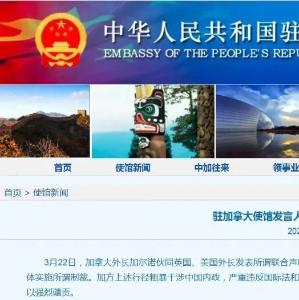 中华人民共和国驻
EMBASSY OF THE PEOPLE'S REPU
首页 使馆新闻 中加往来 领事业
首页 > 使馆新闻
驻加拿大使馆发言人
202
3月22日，加拿大外长加尔诺伙同英国、美国外长发表所谓联合声
体实施所谓制裁。加方上述行径粗暴干涉中国内政，严重违反国际法和
以强烈谴责。